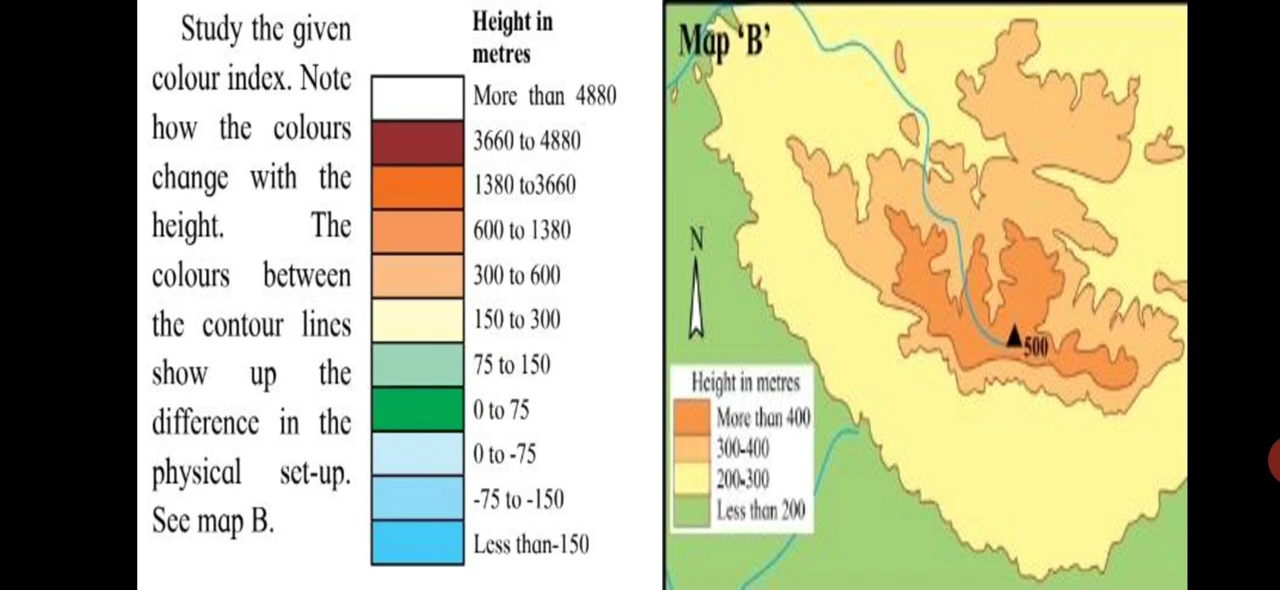 Study the given
colour index. Note
how the colours
change with the
height. The
colours between
the contour lines
show up the
difference in the
physical set-up.
See map B.
Height in
metres
More than 4880
3660 to 4880
1380 to3660
600 to 1380
300 to 600
150 to 300
75 to 150
0 to 75
0 to -75
-75 to -150
Less than-150
Map ‘B’
N
500
Height in metres
More than 400
300-400
200-300
Less than 200